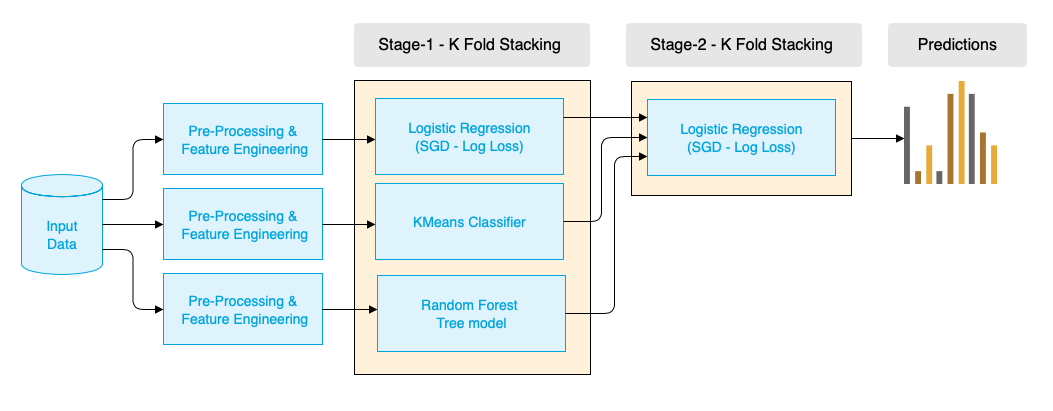 Stage-1 - K Fold Stacking
Stage-2 - K Fold Stacking
Predictions
Input
Data
Pre-Processing &
Feature Engineering
Pre-Processing &
Feature Engineering
Pre-Processing &
Feature Engineering
Logistic Regression
(SGD - Log Loss)
KMeans Classifier
Random Forest
Tree model
Logistic Regression
(SGD - Log Loss)